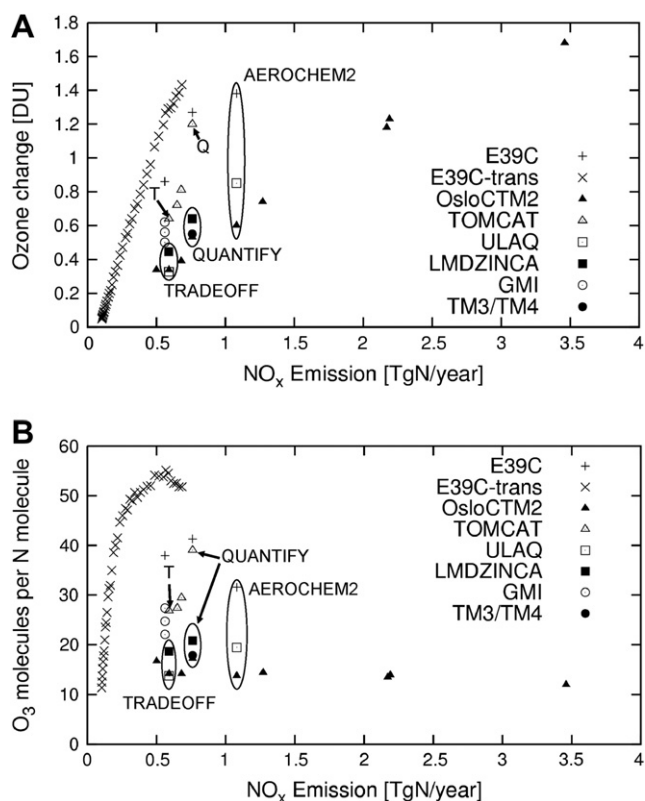 A
Ozone change [DU]
1.8
1.6
1.4
1.2
1
0.8
0.6
0.4
0.2
0
AEROCHEM2
Q
T
QUANTIFY
TRADEOFF
E39C
E39C-trans
OsloCTM2
TOMCAT
ULAQ
LMDZINCA
GMI
TM3/TM4
0 0.5 1 1.5 2 2.5 3 3.5 4
NOx Emission [TgN/year]
B
O3 molecules per N molecule
60
50
40
30
20
10
0
T
QUANTIFY
AEROCHEM2
TRADEOFF
E39C
E39C-trans
OsloCTM2
TOMCAT
ULAQ
LMDZINCA
GMI
TM3/TM4
0 0.5 1 1.5 2 2.5 3 3.5 4
NOx Emission [TgN/year]